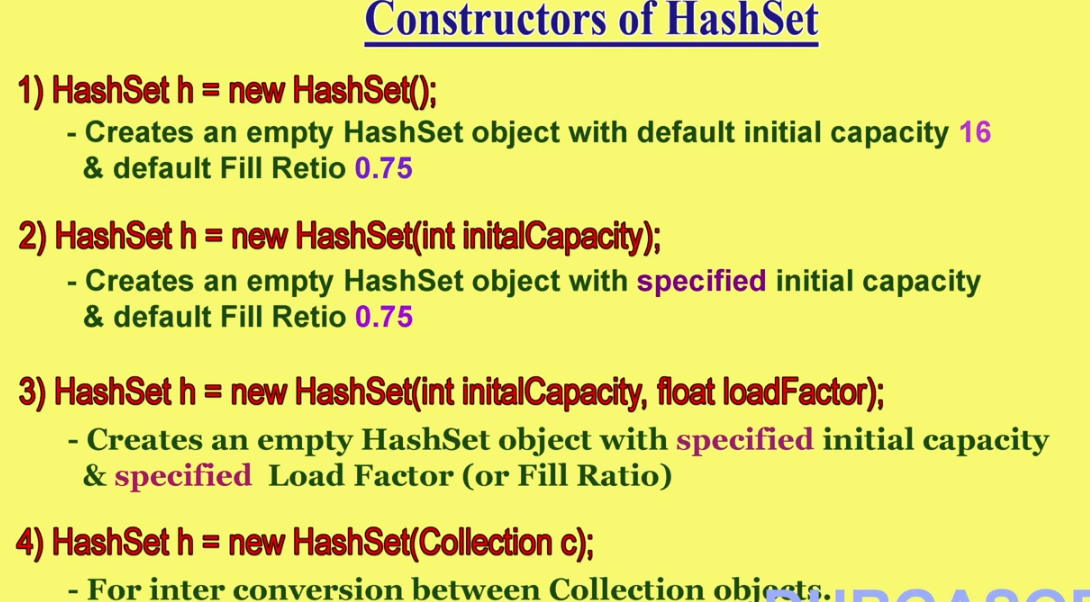 Constructors of HashSet
1) HashSet h = new HashSet();
- Creates an empty HashSet object with default initial capacity 16
& default Fill Retio 0.75
2) HashSet h = new HashSet(int initalCapacity);
- Creates an empty HashSet object with specified initial capacity
& default Fill Retio 0.75
3) HashSet h = new HashSet(int initalCapacity, float loadFactor);
- Creates an empty HashSet object with specified initial capacity
& specified Load Factor (or Fill Ratio)
4) HashSet h = new HashSet(Collection c);
- For inter conversion between Collection objects.